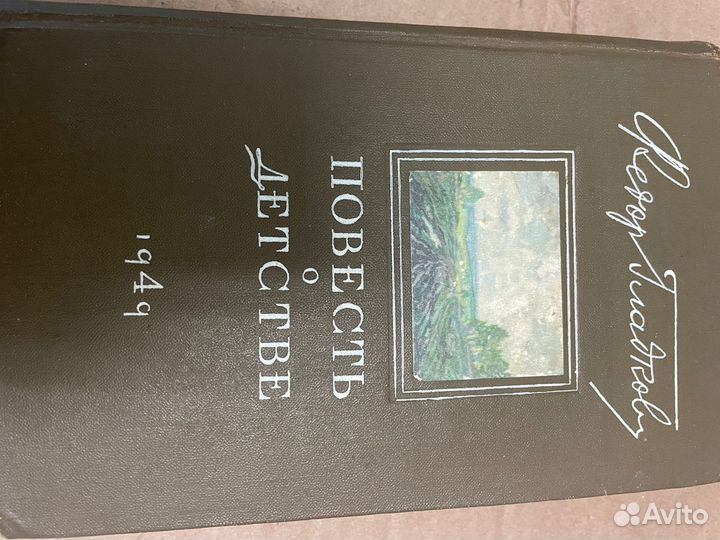 Федор Гладков
ПОВЕСТЬ
О
ДЕТСТВЕ
1949
Avito